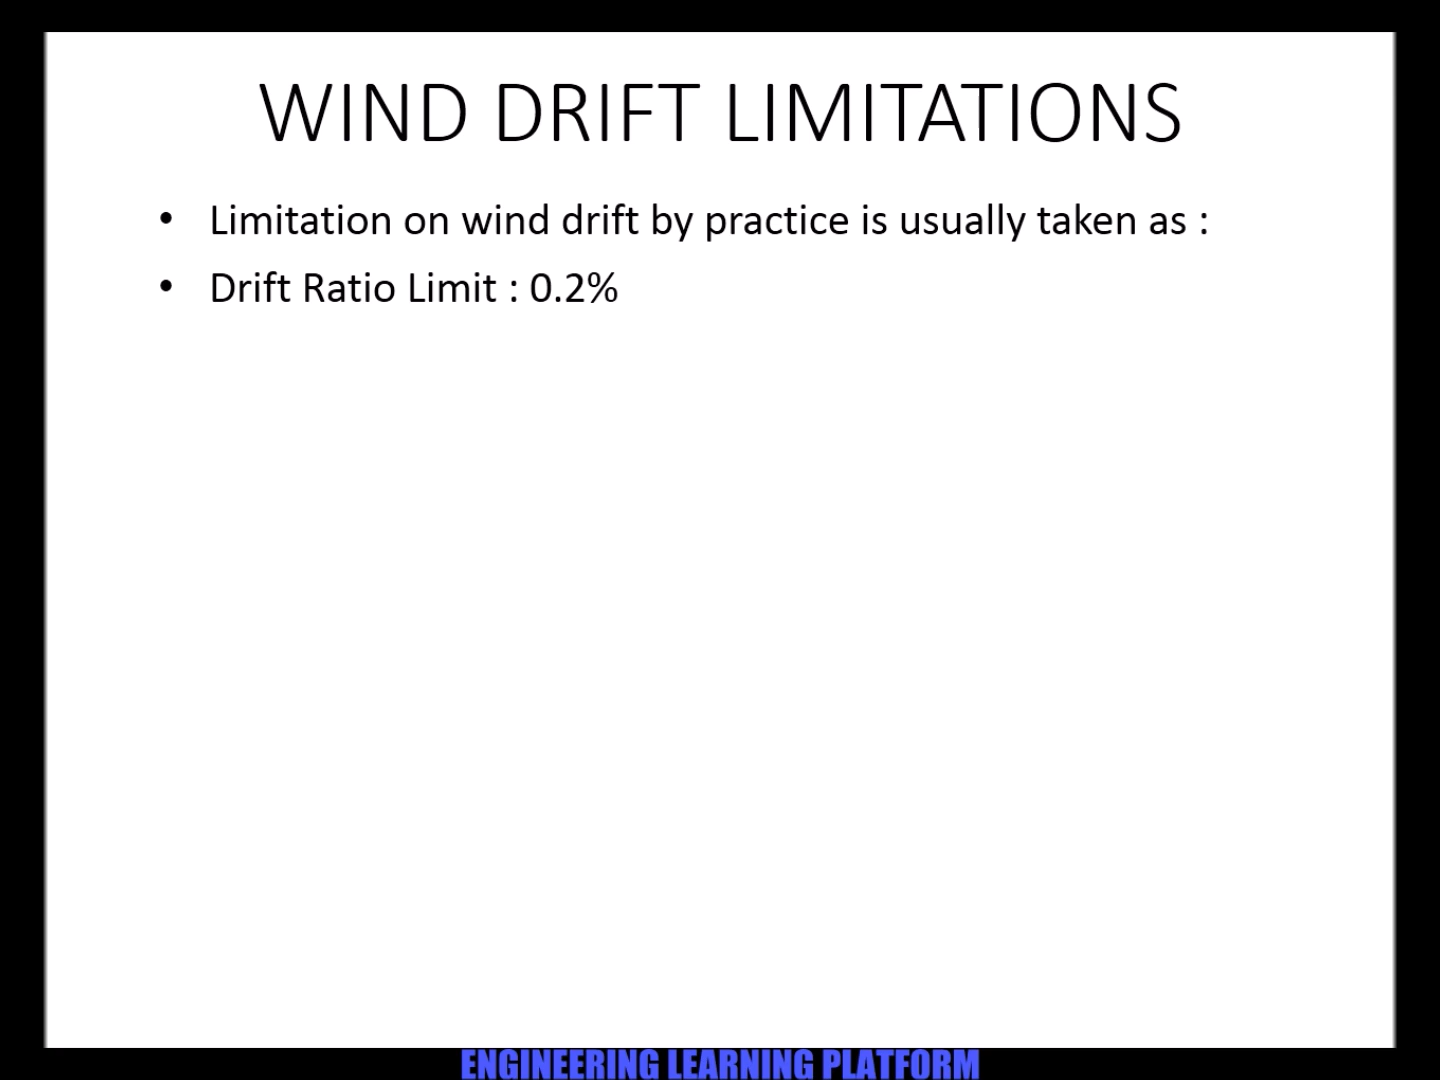 WIND DRIFT LIMITATIONS
• Limitation on wind drift by practice is usually taken as :
• Drift Ratio Limit : 0.2%
ENGINEERING LEARNING PLATFORM